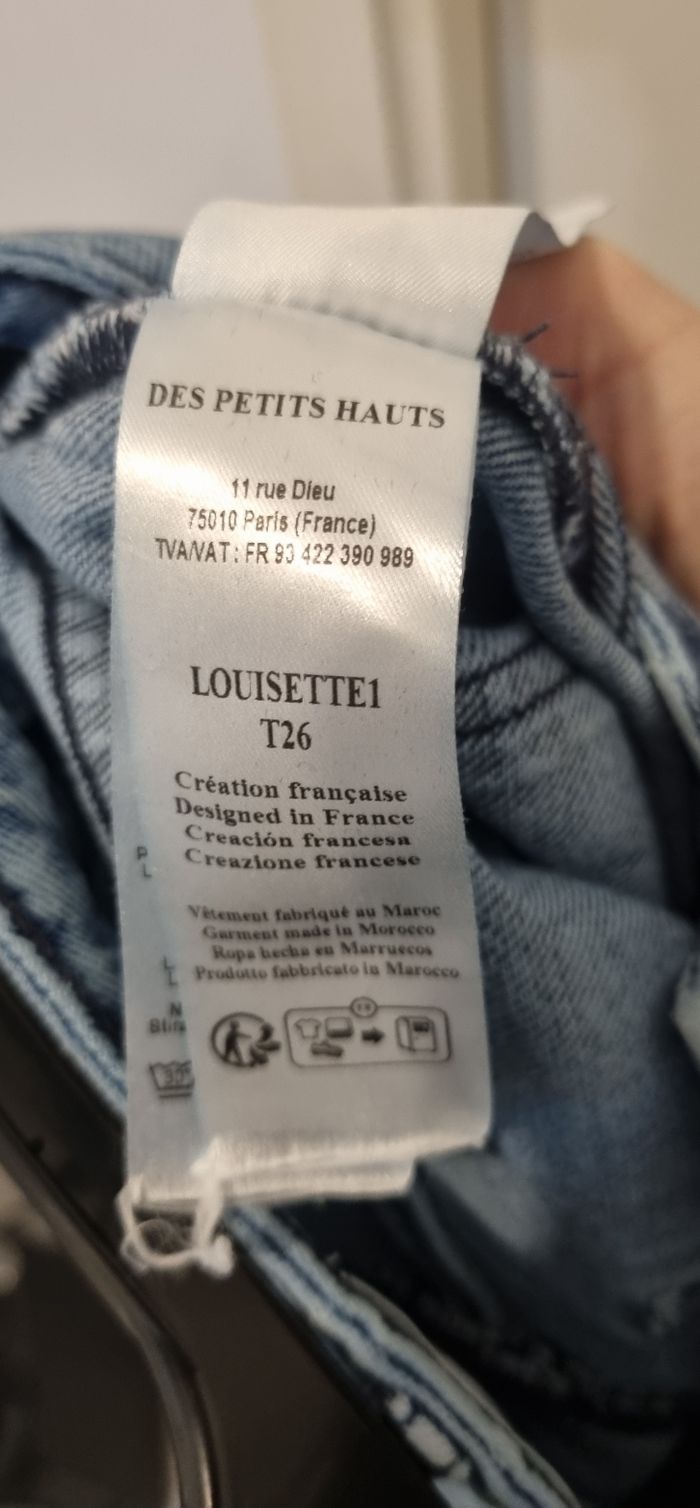 DES PETITS HAUTS
11 rue Dieu
75010 Paris (France)
TVA/VAT : FR 93 422 390 989
LOUISETTE1
T26
Création française
Designed in France
Creación francesa
Creazione francese
Vêtement fabriqué au Maroc
Garment made in Morocco
Ropa hecha en Marruecos
Prodotto fabbricato in Marocco
FR
30°